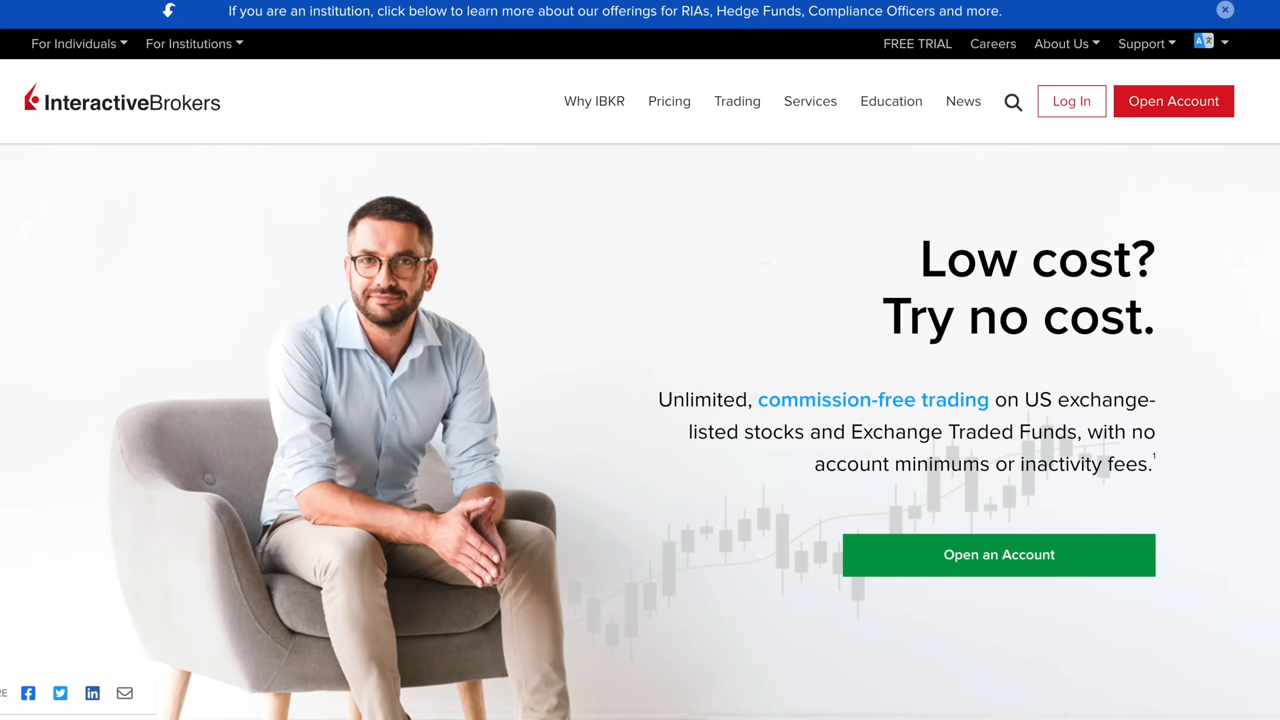 If you are an institution, click below to learn more about our offerings for RIAs, Hedge Funds, Compliance Officers and more.
For Individuals For Institutions FREE TRIAL Careers About Us Support
InteractiveBrokers Why IBKR Pricing Trading Services Education News Log In Open Account
Low cost?
Try no cost.
Unlimited, commission-free trading on US exchange-
listed stocks and Exchange Traded Funds, with no
account minimums or inactivity fees.¹
Open an Account